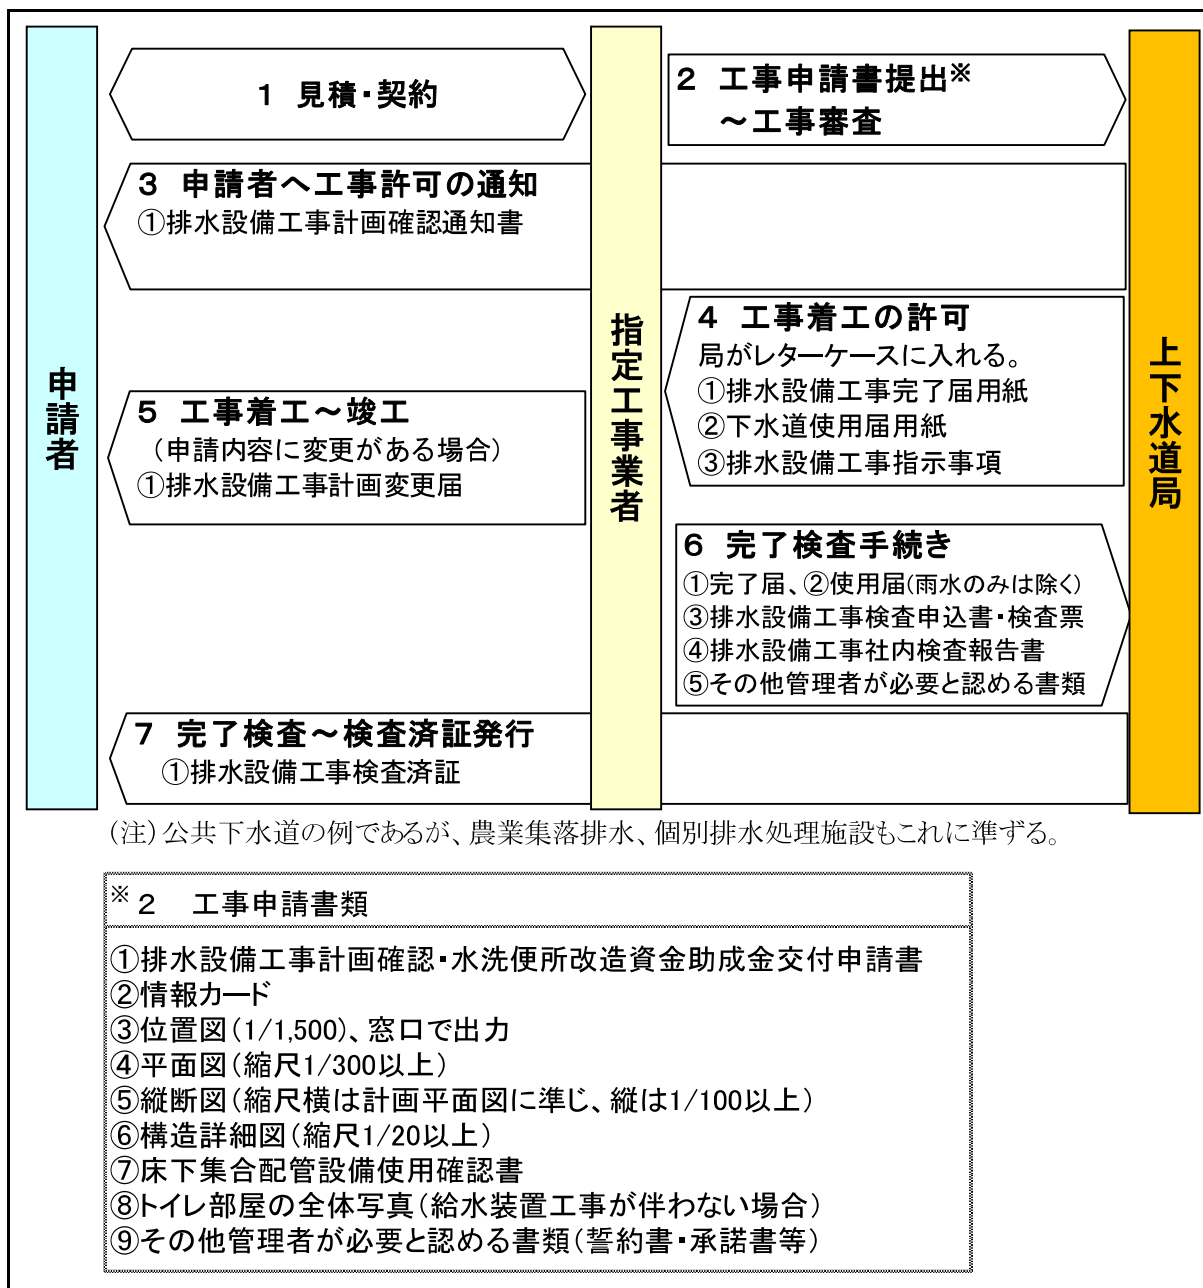 申請者
指定工事業者
上下水道局
1 見積・契約
2 工事申請書提出※
～工事審査
3 申請者へ工事許可の通知
①排水設備工事計画確認通知書
4 工事着工の許可
局がレターケースに入れる。
①排水設備工事完了届用紙
②下水道使用届用紙
③排水設備工事指示事項
5 工事着工～竣工
（申請内容に変更がある場合）
①排水設備工事計画変更届
6 完了検査手続き
①完了届、②使用届(雨水のみは除く)
③排水設備工事検査申込書・検査票
④排水設備工事社内検査報告書
⑤その他管理者が必要と認める書類
7 完了検査～検査済証発行
①排水設備工事検査済証
（注）公共下水道の例であるが、農業集落排水、個別排水処理施設もこれに準ずる。
※2 工事申請書類
①排水設備工事計画確認・水洗便所改造資金助成金交付申請書
②情報カード
③位置図（1/1,500）、窓口で出力
④平面図（縮尺1/300以上）
⑤縦断図（縮尺横は計画平面図に準じ、縦は1/100以上）
⑥構造詳細図（縮尺1/20以上）
⑦床下集合配管設備使用確認書
⑧トイレ部屋の全体写真（給水装置工事が伴わない場合）
⑨その他管理者が必要と認める書類（誓約書・承諾書等）